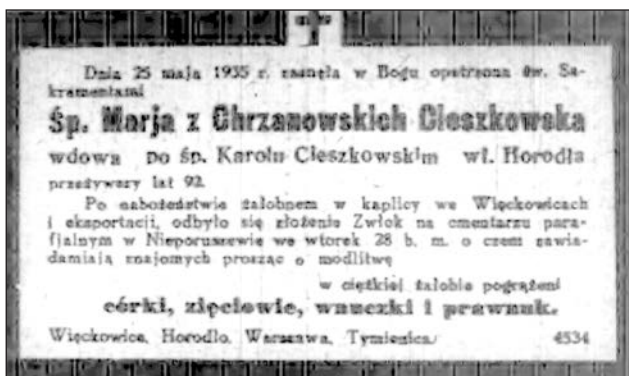 Dnia 25 maja 1935 r. zasnęła w Bogu opatrzona św. Sa-
kramentami
Śp. Marja z Chrzanowskich Cieszkowska
wdowa po śp. Karolu Cieszkowskim wł. Horodła
przeżywszy lat 92.
Po nabożeństwie żałobnem w kaplicy we Więckowicach
i eksportacji, odbyło się złożenie Zwłok na cmentarzu para-
fjalnym w Nieporuszewie we wtorek 28 b. m. o czem zawia-
damiają znajomych prosząc o modlitwę
w ciężkiej żałobie pogrążeni
córki, zięciowie, wnuczki i prawnuk.
Więckowice, Horodło, Warszawa, Tymienica 4534